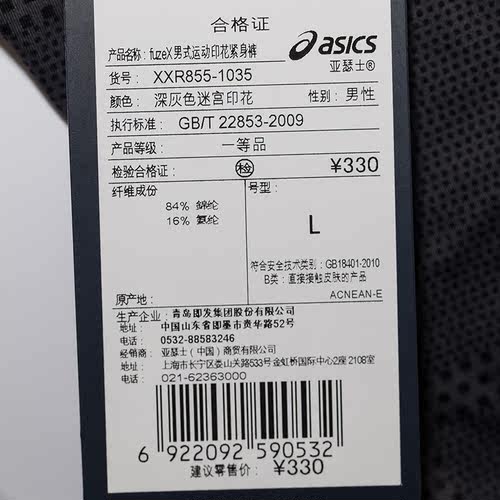 合格证
asics
亚瑟士®
产品名称: fuzeX男式运动印花紧身裤
货号: XXR855-1035
颜色: 深灰色迷宫印花 性别: 男性
执行标准: GB/T 22853-2009
产品等级: 一等品
检验合格证: 检 ¥330
纤维成份 号型:
84% 锦纶
16% 氨纶
L
符合安全技术类别: GB18401-2010
B类: 直接接触皮肤的产品
原产地: ACNEAN-E
生产企业: 青岛即发集团股份有限公司
地址: 中国山东省即墨市黄华路52号
电话: 0532-88583246
经销商: 亚瑟士(中国)商贸有限公司
地址: 上海市长宁区娄山关路533号金虹桥国际中心2座 2108室
电话: 021-62363000
6 922092 590532
建议零售价: ¥330